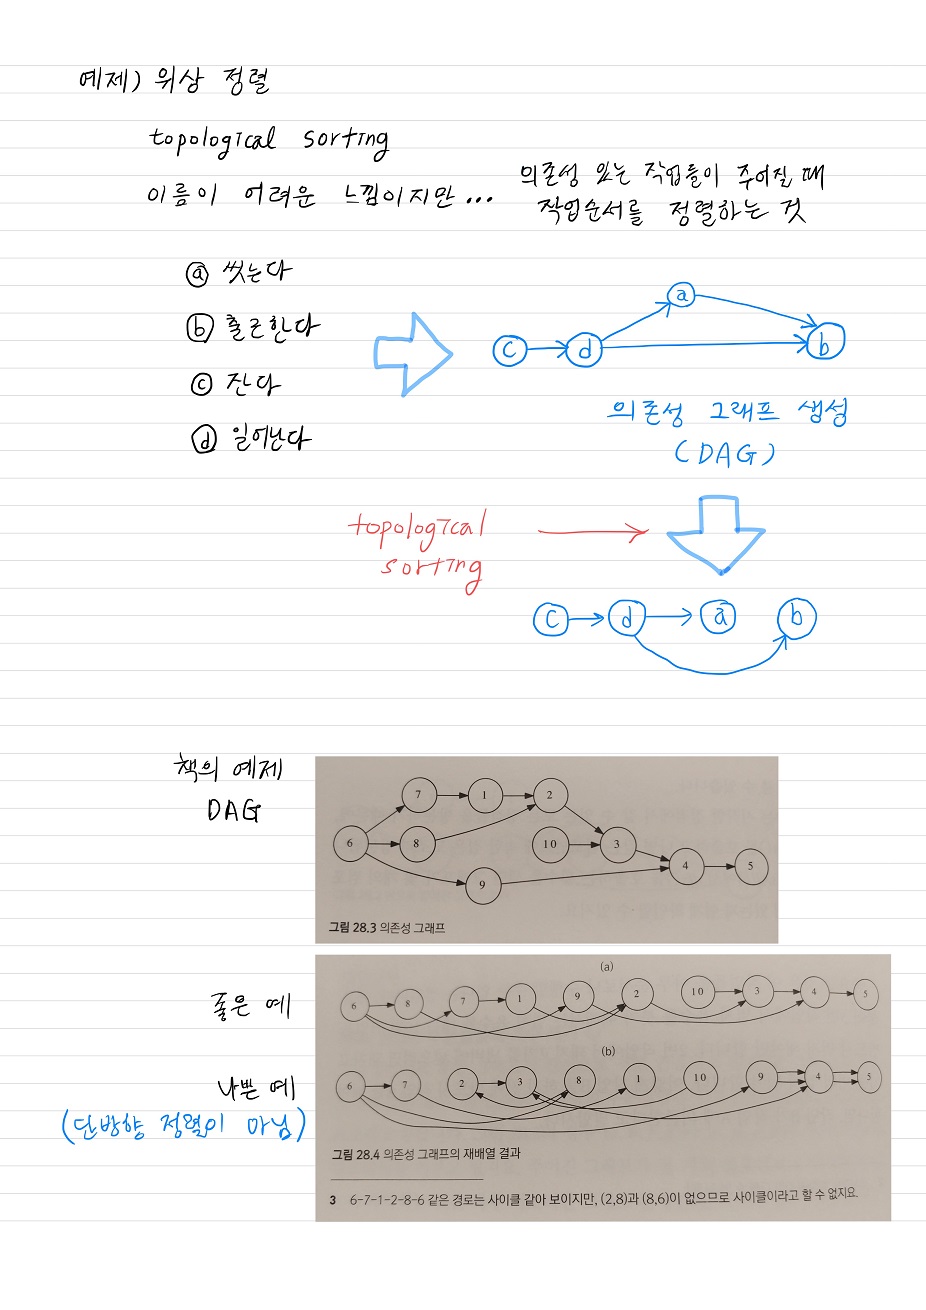 예제) 위상 정렬
topological sorting
이름이 어려운 느낌이지만...
의존성 있는 작업들이 주어질 때
작업순서를 정렬하는 것
ⓐ 씻는다
ⓑ 출근한다
ⓒ 잔다
ⓓ 일어난다
a
c d b
의존성 그래프 생성
(DAG)
topological
sorting
c d a b
책의 예제
DAG
7 1 2
6 8 10 3
9 4 5
그림 28.3 의존성 그래프
(a)
좋은 예
6 8 7 1 9 2 10 3 4 5
(b)
나쁜 예
6 7 2 3 8 1 10 9 4 5
(단방향 정렬이 아님)
그림 28.4 의존성 그래프의 재배열 결과
3 6-7-1-2-8-6 같은 경로는 사이클 같아 보이지만, (2,8)과 (8,6)이 없으므로 사이클이라고 할 수 없지요.